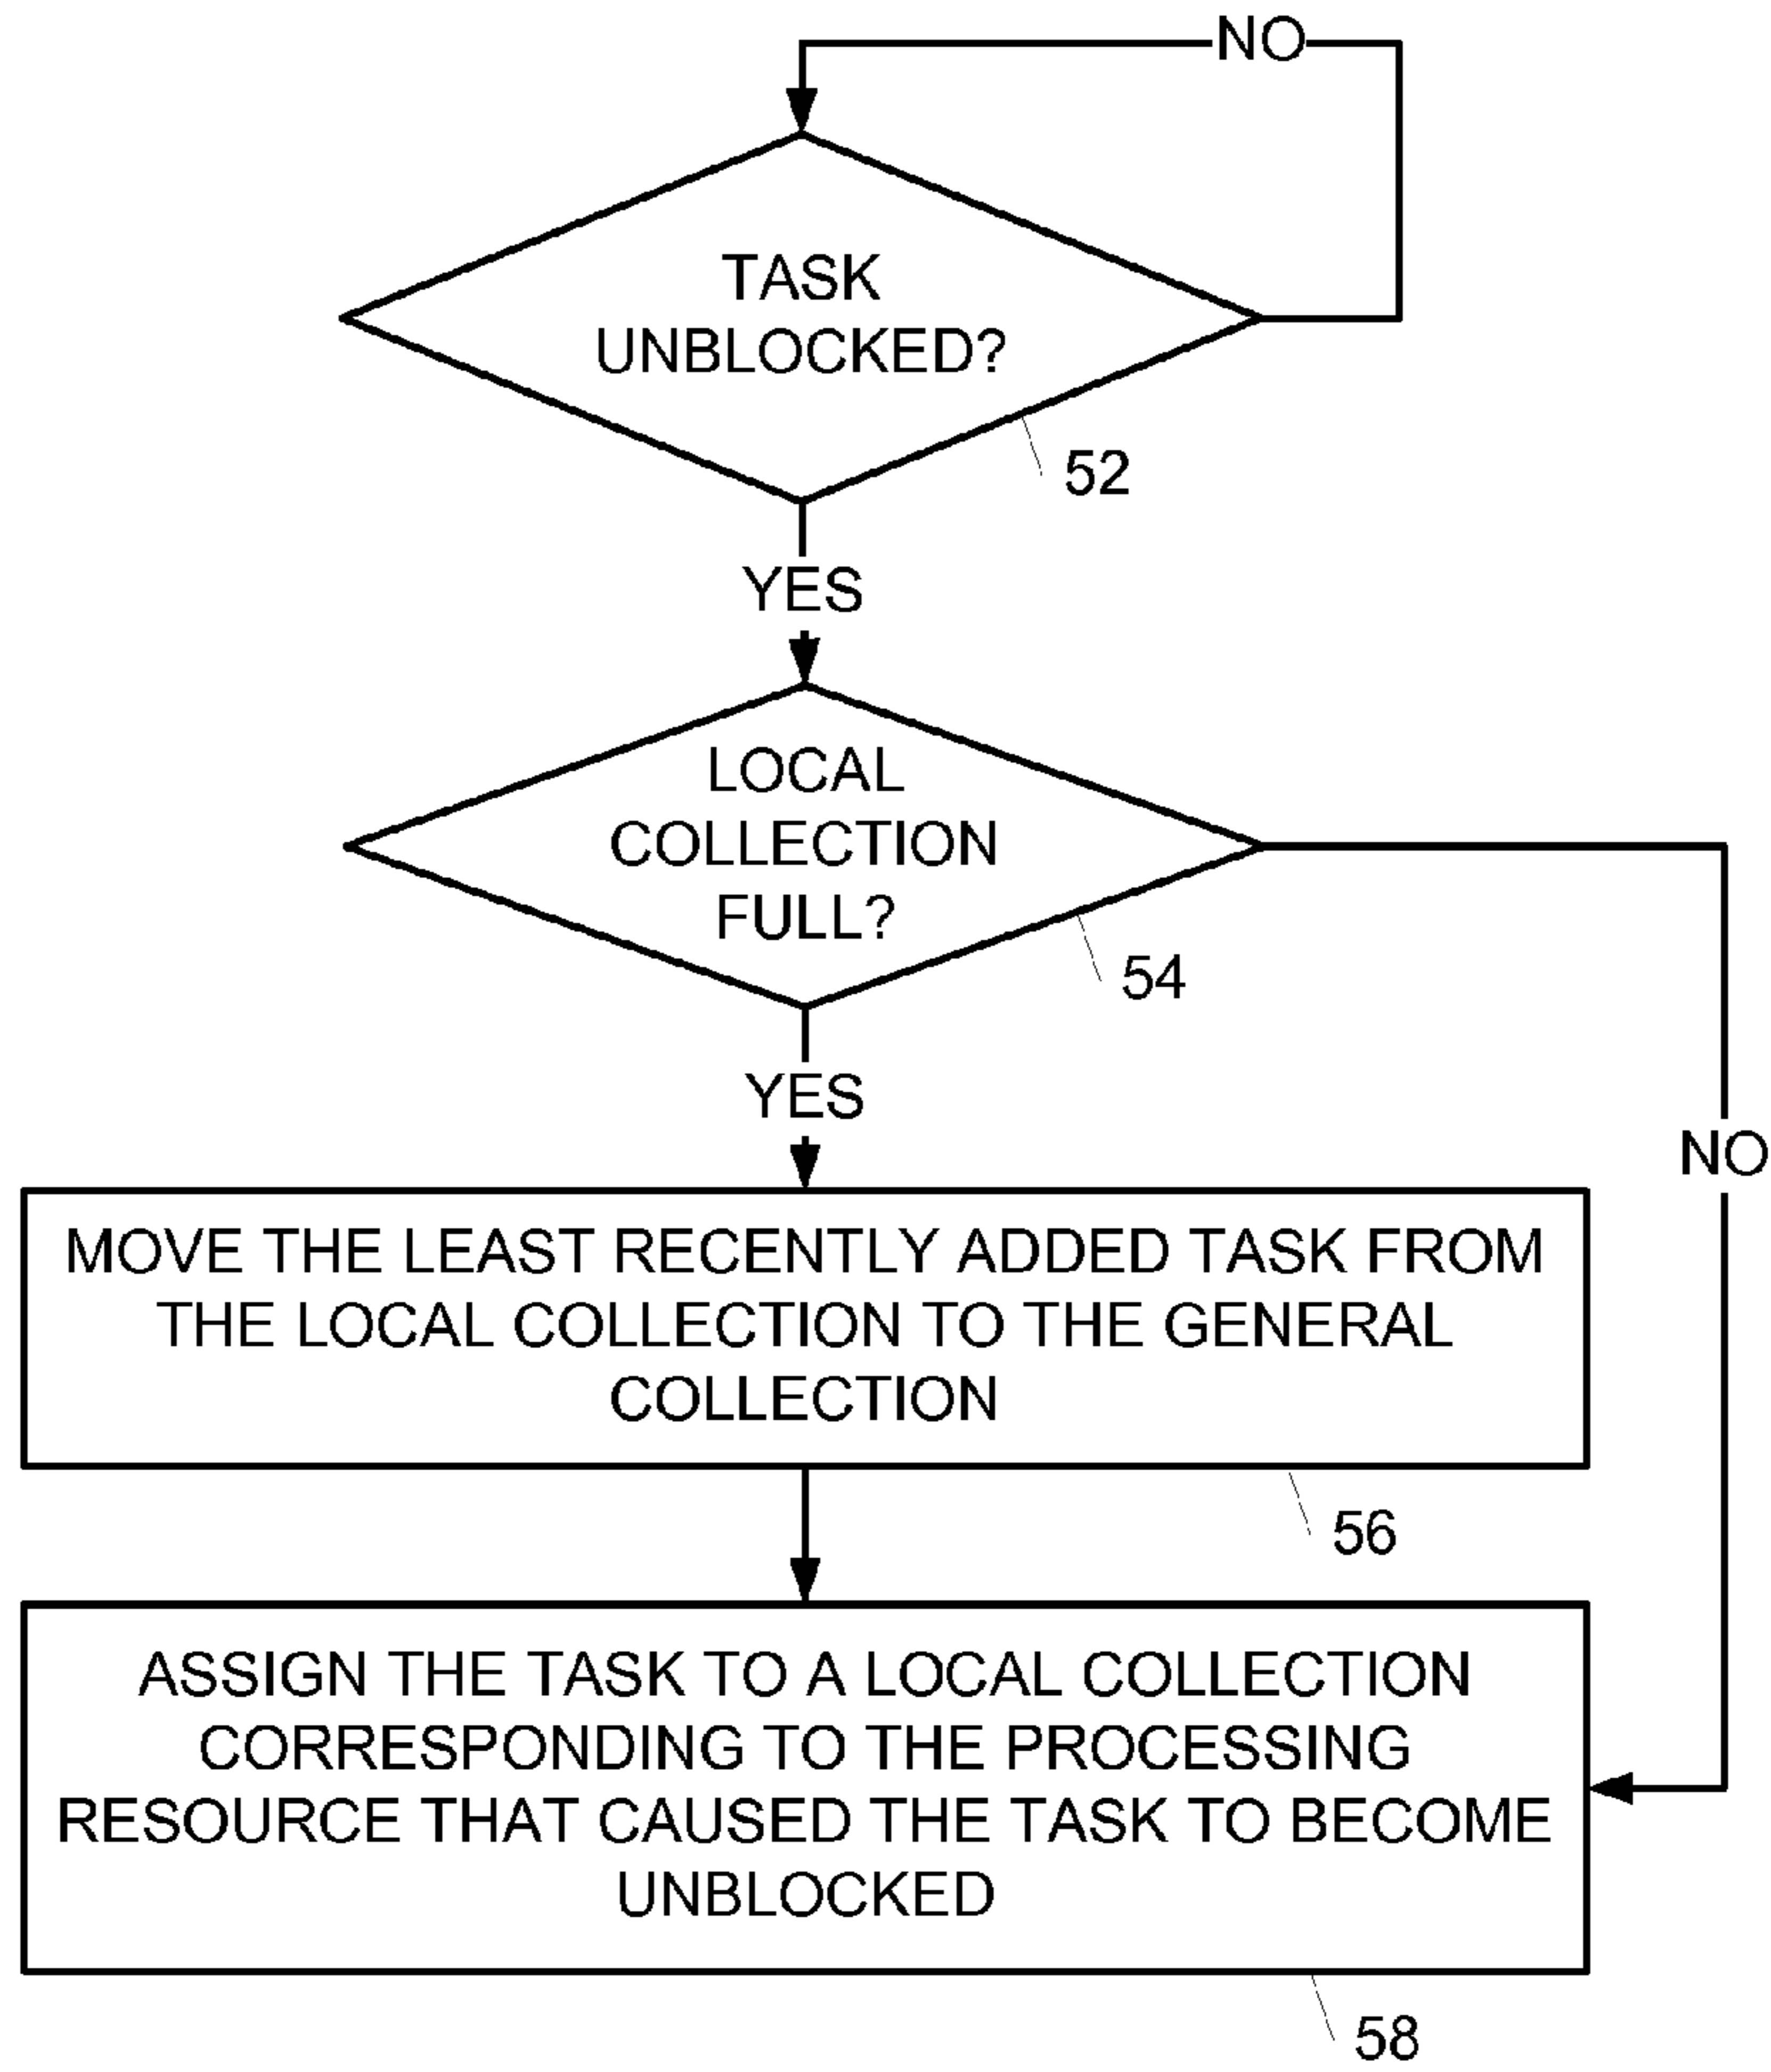 NO
TASK
UNBLOCKED?
52
YES
LOCAL
COLLECTION
FULL?
54
YES
NO
MOVE THE LEAST RECENTLY ADDED TASK FROM
THE LOCAL COLLECTION TO THE GENERAL
COLLECTION
56
ASSIGN THE TASK TO A LOCAL COLLECTION
CORRESPONDING TO THE PROCESSING
RESOURCE THAT CAUSED THE TASK TO BECOME
UNBLOCKED
58